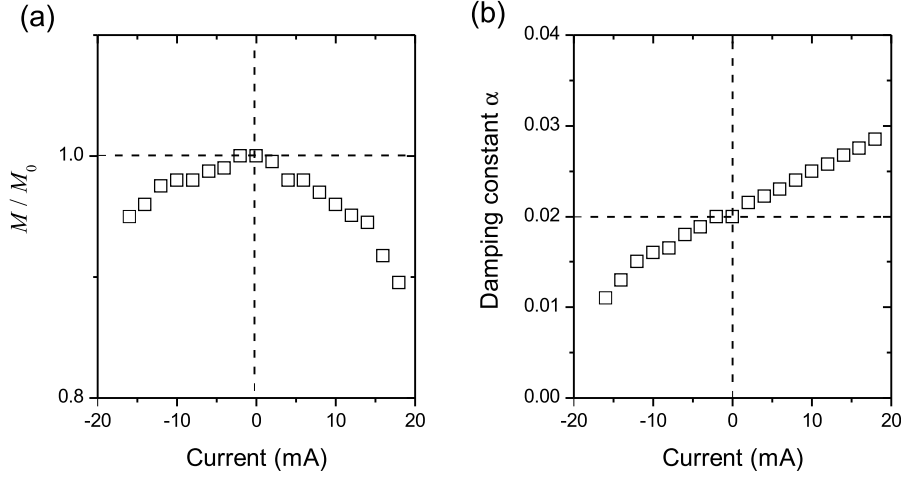 (a)
M / M0
1.0
0.8
-20 -10 0 10 20
Current (mA)
(b)
Damping constant α
0.04
0.03
0.02
0.01
0.00
-20 -10 0 10 20
Current (mA)